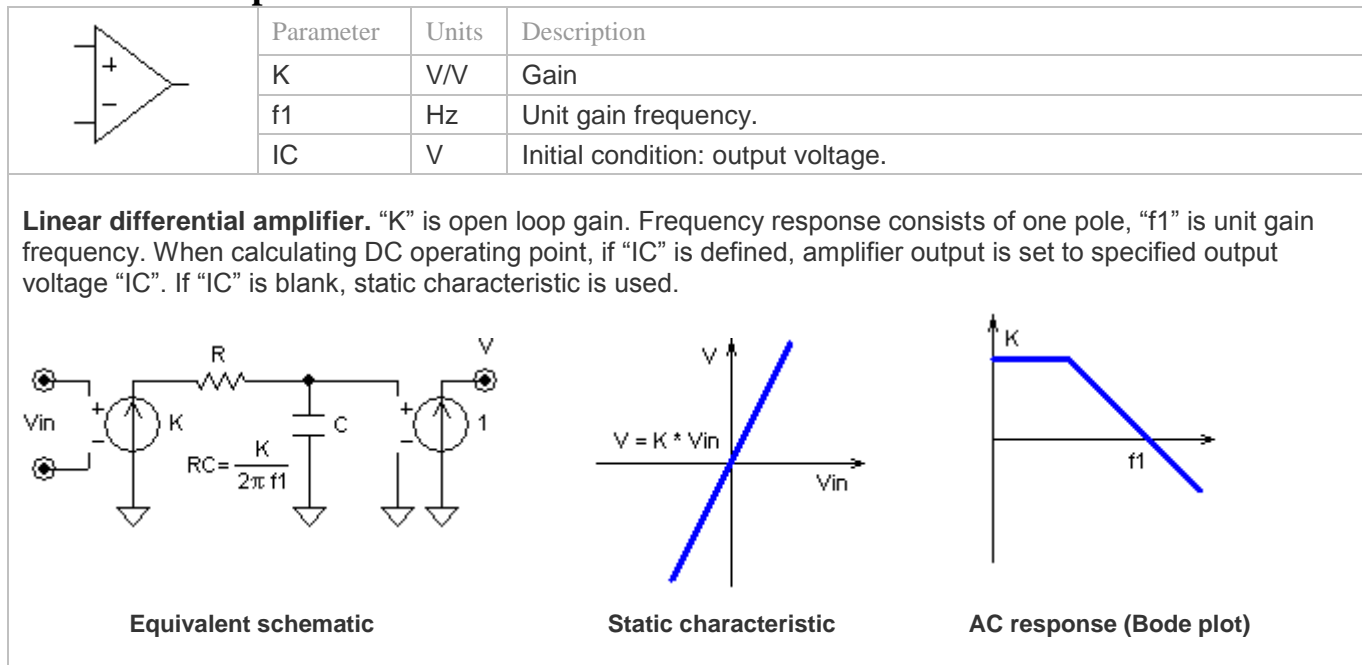 Parameter Units Description
K V/V Gain
f1 Hz Unit gain frequency.
IC V Initial condition: output voltage.
+
−
Linear differential amplifier. “K” is open loop gain. Frequency response consists of one pole, “f1” is unit gain
frequency. When calculating DC operating point, if “IC” is defined, amplifier output is set to specified output
voltage “IC”. If “IC” is blank, static characteristic is used.
R V
Vin + − K C + − 1
RC = K / 2π f1
V
V = K * Vin
Vin
K
f1
Equivalent schematic Static characteristic AC response (Bode plot)